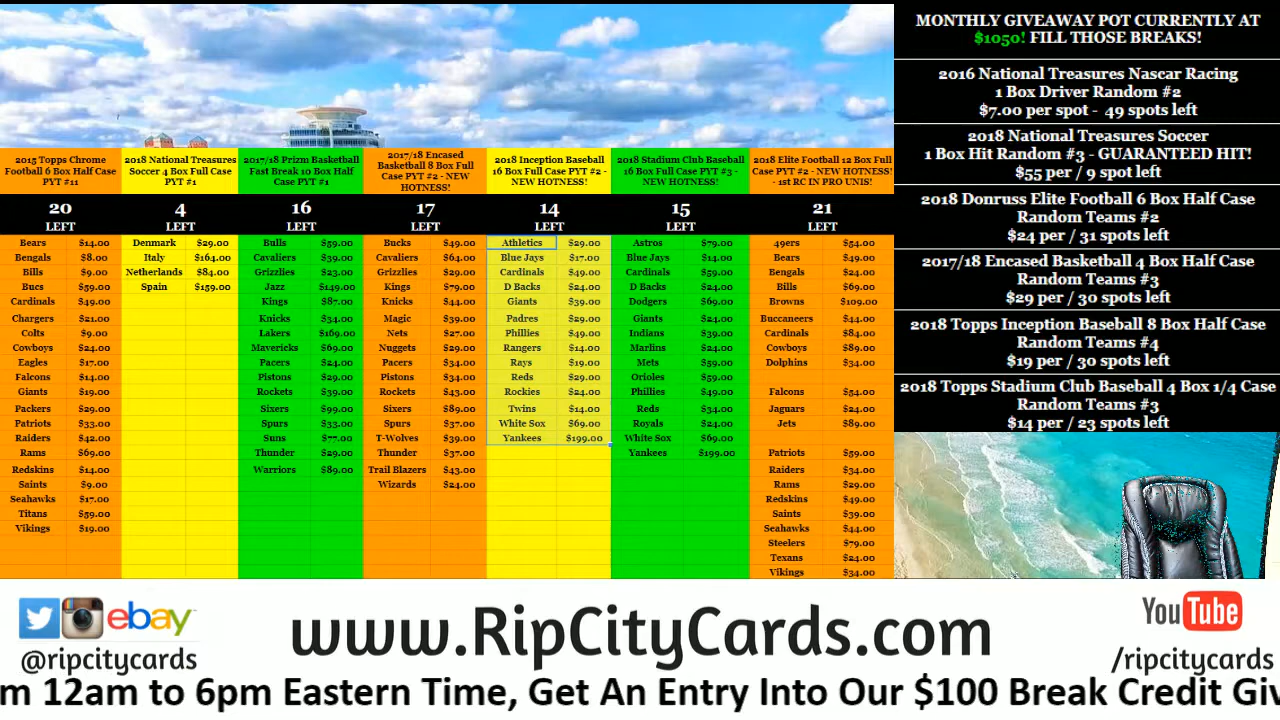 MONTHLY GIVEAWAY POT CURRENTLY AT
$1050! FILL THOSE BREAKS!
2016 National Treasures Nascar Racing
1 Box Driver Random #2
$7.00 per spot - 49 spots left
2018 National Treasures Soccer
1 Box Hit Random #3 - GUARANTEED HIT!
$55 per / 9 spot left
2018 Donruss Elite Football 6 Box Half Case
Random Teams #2
$24 per / 31 spots left
2017/18 Encased Basketball 4 Box Half Case
Random Teams #3
$29 per / 30 spots left
2018 Topps Inception Baseball 8 Box Half Case
Random Teams #4
$19 per / 30 spots left
2018 Topps Stadium Club Baseball 4 Box 1/4 Case
Random Teams #3
$14 per / 23 spots left
2015 Topps Chrome
Football 6 Box Half Case
PYT #11
20
LEFT
Bears $14.00
Bengals $8.00
Bills $9.00
Bucs $59.00
Cardinals $49.00
Chargers $21.00
Colts $9.00
Cowboys $24.00
Eagles $17.00
Falcons $14.00
Giants $19.00
Packers $29.00
Patriots $33.00
Raiders $42.00
Rams $69.00
Redskins $14.00
Saints $9.00
Seahawks $17.00
Titans $59.00
Vikings $19.00
2018 National Treasures
Soccer 4 Box Full Case
PYT #1
4
LEFT
Denmark $29.00
Italy $164.00
Netherlands $84.00
Spain $159.00
2017/18 Prizm Basketball
Fast Break 10 Box Half
Case PYT #1
16
LEFT
Bulls $59.00
Cavaliers $39.00
Grizzlies $23.00
Jazz $149.00
Kings $87.00
Knicks $34.00
Lakers $169.00
Mavericks $69.00
Pacers $24.00
Pistons $29.00
Rockets $39.00
Sixers $99.00
Spurs $33.00
Suns $77.00
Thunder $29.00
Warriors $89.00
2017/18 Encased
Basketball 8 Box Full
Case PYT #2 - NEW
HOTNESS!
17
LEFT
Bucks $49.00
Cavaliers $64.00
Grizzlies $29.00
Kings $79.00
Knicks $44.00
Magic $39.00
Nets $27.00
Nuggets $29.00
Pacers $34.00
Pistons $34.00
Rockets $43.00
Sixers $89.00
Spurs $37.00
T-Wolves $39.00
Thunder $37.00
Trail Blazers $43.00
Wizards $24.00
2018 Inception Baseball
16 Box Full Case PYT #2 -
NEW HOTNESS!
14
LEFT
Athletics $29.00
Blue Jays $17.00
Cardinals $49.00
D Backs $24.00
Giants $39.00
Padres $29.00
Phillies $49.00
Rangers $14.00
Rays $19.00
Reds $29.00
Rockies $24.00
Twins $14.00
White Sox $69.00
Yankees $199.00
2018 Stadium Club Baseball
16 Box Full Case PYT #3 -
NEW HOTNESS!
15
LEFT
Astros $79.00
Blue Jays $14.00
Cardinals $59.00
D Backs $24.00
Dodgers $69.00
Giants $24.00
Indians $39.00
Marlins $24.00
Mets $59.00
Orioles $59.00
Phillies $49.00
Reds $34.00
Royals $24.00
White Sox $69.00
Yankees $199.00
2018 Elite Football 12 Box Full
Case PYT #2 - NEW HOTNESS!
- 1st RC IN PRO UNIS!
21
LEFT
49ers $54.00
Bears $49.00
Bengals $24.00
Bills $69.00
Browns $109.00
Buccaneers $44.00
Cardinals $84.00
Cowboys $89.00
Dolphins $34.00
Falcons $54.00
Jaguars $24.00
Jets $89.00
Patriots $59.00
Raiders $34.00
Rams $29.00
Redskins $49.00
Saints $39.00
Seahawks $44.00
Steelers $79.00
Texans $24.00
Vikings $34.00
ebay
@ripcitycards
www.RipCityCards.com
YouTube
/ripcitycards
m 12am to 6pm Eastern Time, Get An Entry Into Our $100 Break Credit Giv